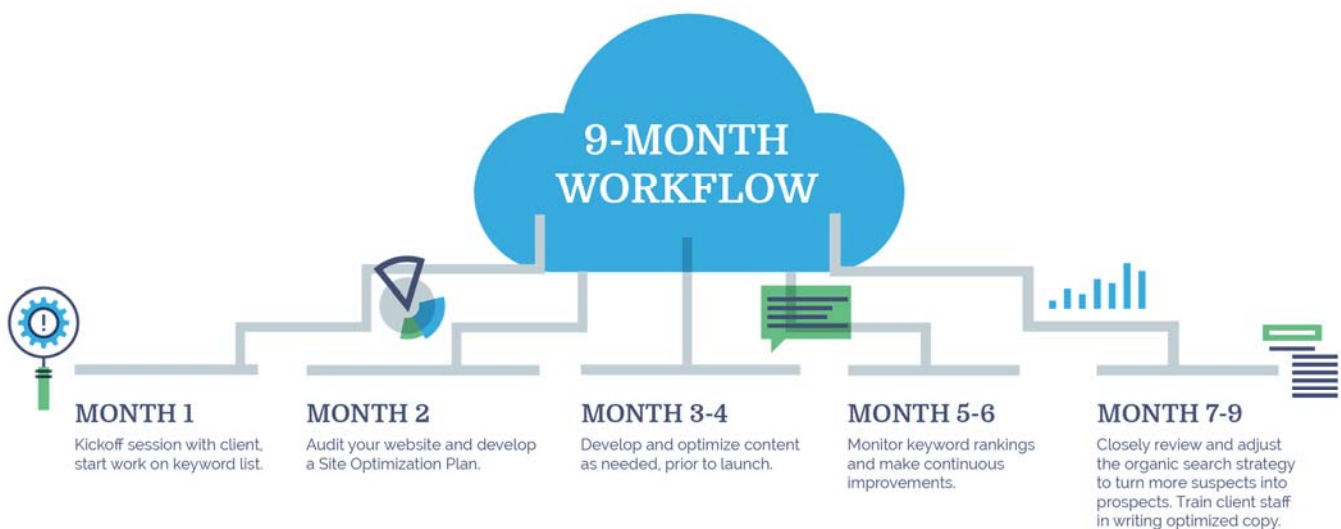 9-MONTH
WORKFLOW
!
MONTH 1
Kickoff session with client,
start work on keyword list.
MONTH 2
Audit your website and develop
a Site Optimization Plan.
MONTH 3-4
Develop and optimize content
as needed, prior to launch.
MONTH 5-6
Monitor keyword rankings
and make continuous
improvements.
MONTH 7-9
Closely review and adjust
the organic search strategy
to turn more suspects into
prospects. Train client staff
in writing optimized copy.